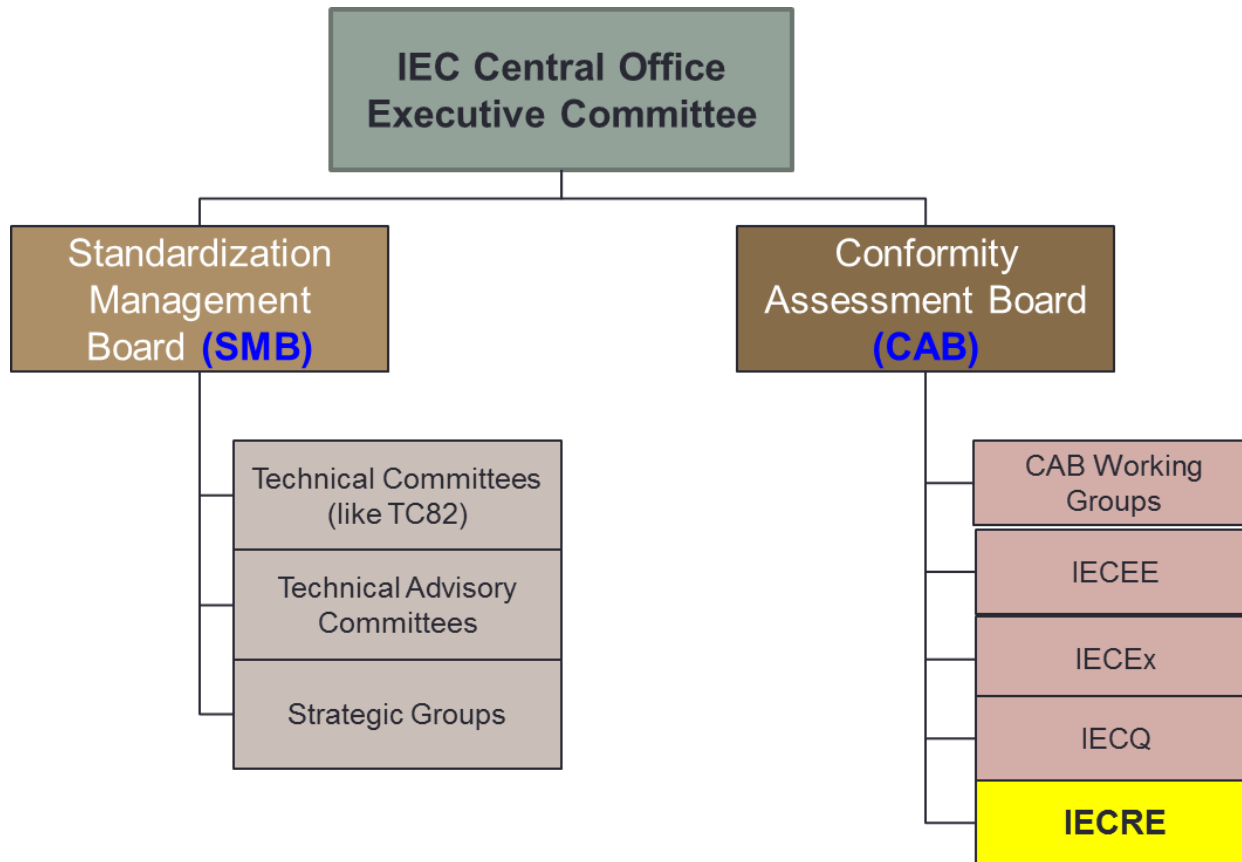 IEC Central Office
Executive Committee
Standardization
Management
Board (SMB)
Conformity
Assessment Board
(CAB)
Technical Committees
(like TC82)
Technical Advisory
Committees
Strategic Groups
CAB Working
Groups
IECEE
IECEx
IECQ
IECRE